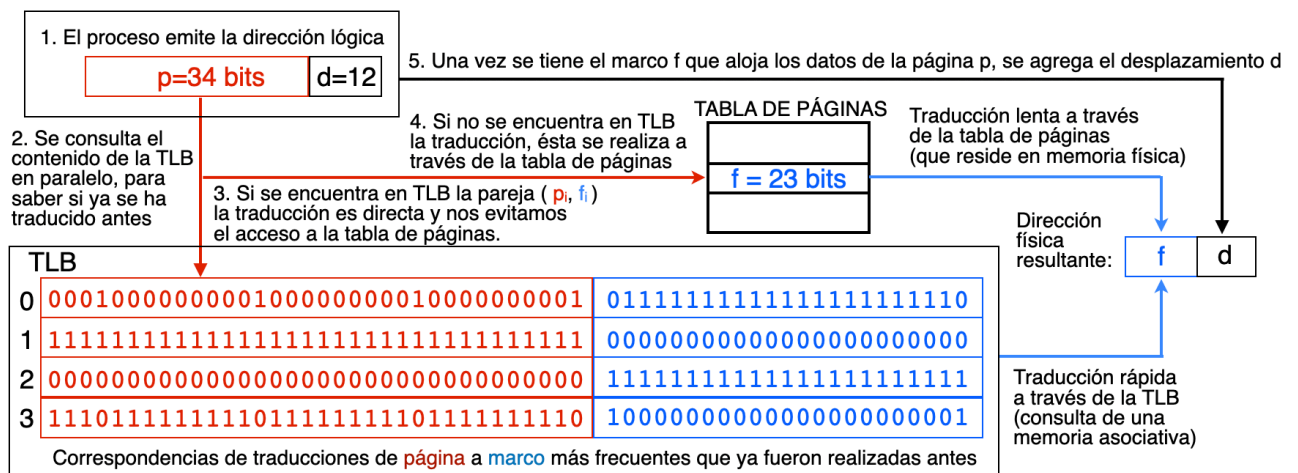 1. El proceso emite la dirección lógica
p=34 bits
d=12
5. Una vez se tiene el marco f que aloja los datos de la página p, se agrega el desplazamiento d
2. Se consulta el
contenido de la TLB
en paralelo, para
saber si ya se ha
traducido antes
4. Si no se encuentra en TLB
la traducción, ésta se realiza a
través de la tabla de páginas
3. Si se encuentra en TLB la pareja ( pᵢ, fᵢ )
la traducción es directa y nos evitamos
el acceso a la tabla de páginas.
TABLA DE PÁGINAS
f = 23 bits
Traducción lenta a través
de la tabla de páginas
(que reside en memoria física)
Dirección
física
resultante:
f
d
TLB
0 0001000000000100000000010000000001 01111111111111111111110
1 1111111111111111111111111111111111 00000000000000000000000
2 0000000000000000000000000000000000 11111111111111111111111
3 1110111111111011111111101111111110 10000000000000000000001
Correspondencias de traducciones de página a marco más frecuentes que ya fueron realizadas antes
Traducción rápida
a través de la TLB
(consulta de una
memoria asociativa)